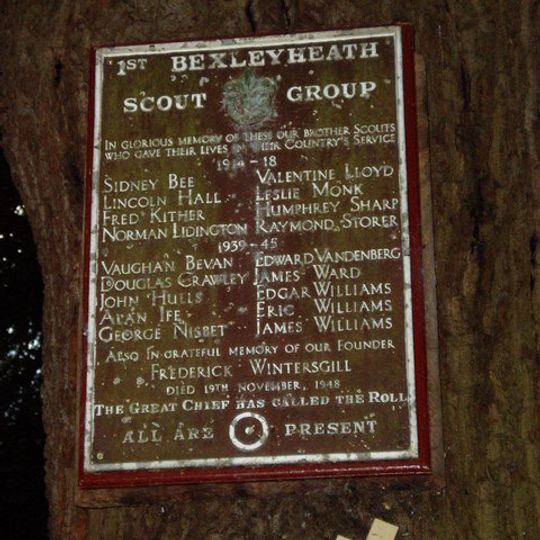 1ST BEXLEYHEATH
SCOUT GROUP
IN GLORIOUS MEMORY OF THESE OUR BROTHER SCOUTS
WHO GAVE THEIR LIVES IN THEIR COUNTRY'S SERVICE
1914-18
SIDNEY BEE VALENTINE LLOYD
LINCOLN HALL LESLIE MONK
FRED KITHER HUMPHREY SHARP
NORMAN LIDINGTON RAYMOND STORER
1939-45
VAUGHAN BEVAN EDWARD VANDENBERG
DOUGLAS CRAWLEY JAMES WARD
JOHN HULLS EDGAR WILLIAMS
ALAN IFE ERIC WILLIAMS
GEORGE NISBET JAMES WILLIAMS
ALSO IN GRATEFUL MEMORY OF OUR FOUNDER
FREDERICK WINTERSGILL
DIED 19TH NOVEMBER, 1948
THE GREAT CHIEF HAS CALLED THE ROLL
ALL ARE PRESENT